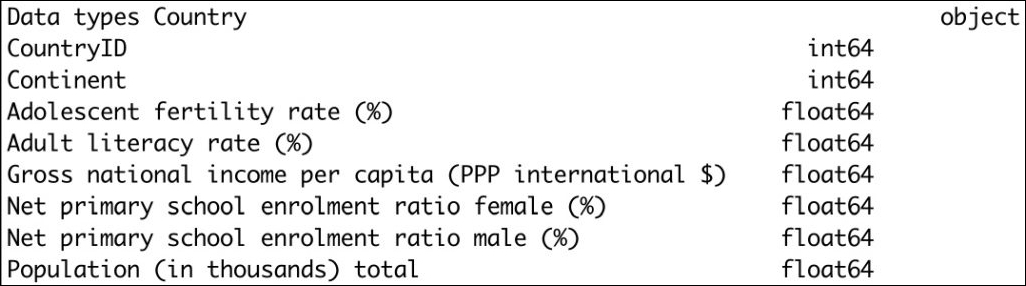 Data types Country object
CountryID int64
Continent int64
Adolescent fertility rate (%) float64
Adult literacy rate (%) float64
Gross national income per capita (PPP international $) float64
Net primary school enrolment ratio female (%) float64
Net primary school enrolment ratio male (%) float64
Population (in thousands) total float64